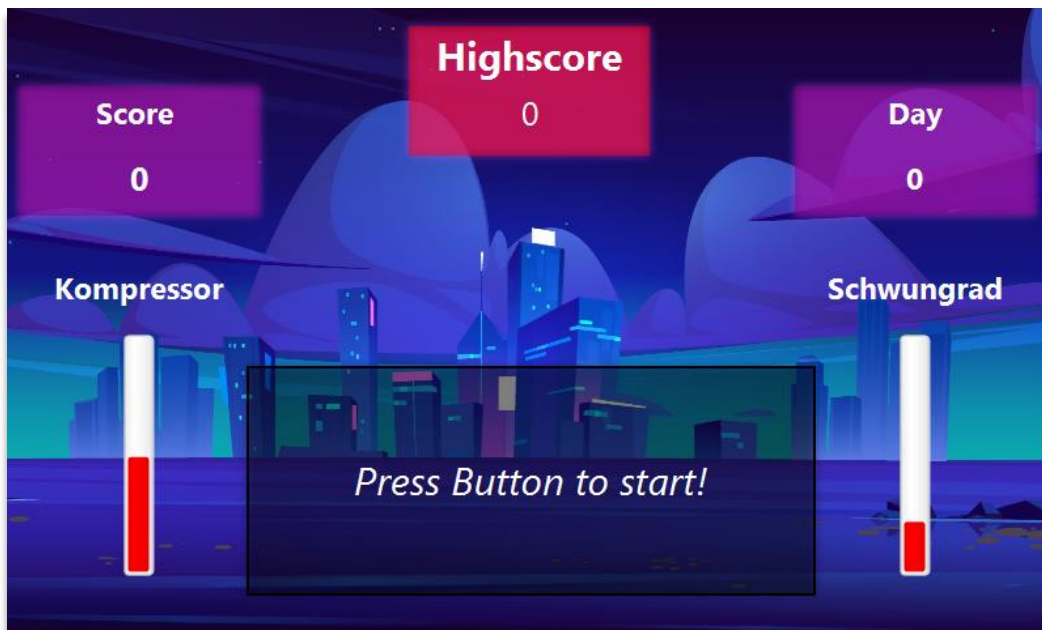 Highscore
0
Score
0
Day
0
Kompressor
Schwungrad
Press Button to start!